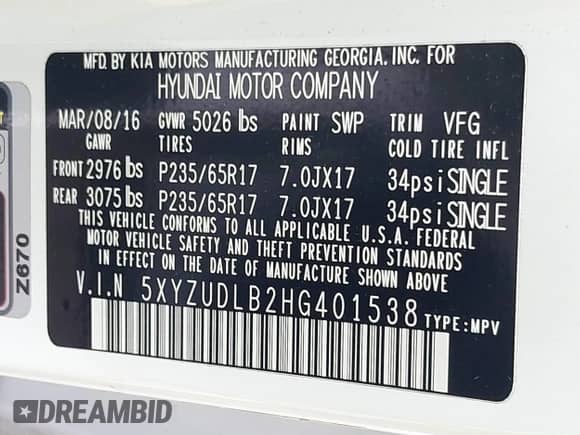 MFD. BY KIA MOTORS MANUFACTURING GEORGIA, INC. FOR
HYUNDAI MOTOR COMPANY
MAR/08/16 GVWR 5026 lbs PAINT SWP TRIM VFG
GAWR TIRES RIMS COLD TIRE INFL
FRONT 2976 lbs P235/65R17 7.0JX17 34psi SINGLE
REAR 3075 lbs P235/65R17 7.0JX17 34psi SINGLE
THIS VEHICLE CONFORMS TO ALL APPLICABLE U.S.A. FEDERAL
MOTOR VEHICLE SAFETY AND THEFT PREVENTION STANDARDS
IN EFFECT ON THE DATE OF MANUFACTURE SHOWN ABOVE
V.I.N 5XYZUDLB2HG401538 TYPE:MPV
Z670
DREAMBID